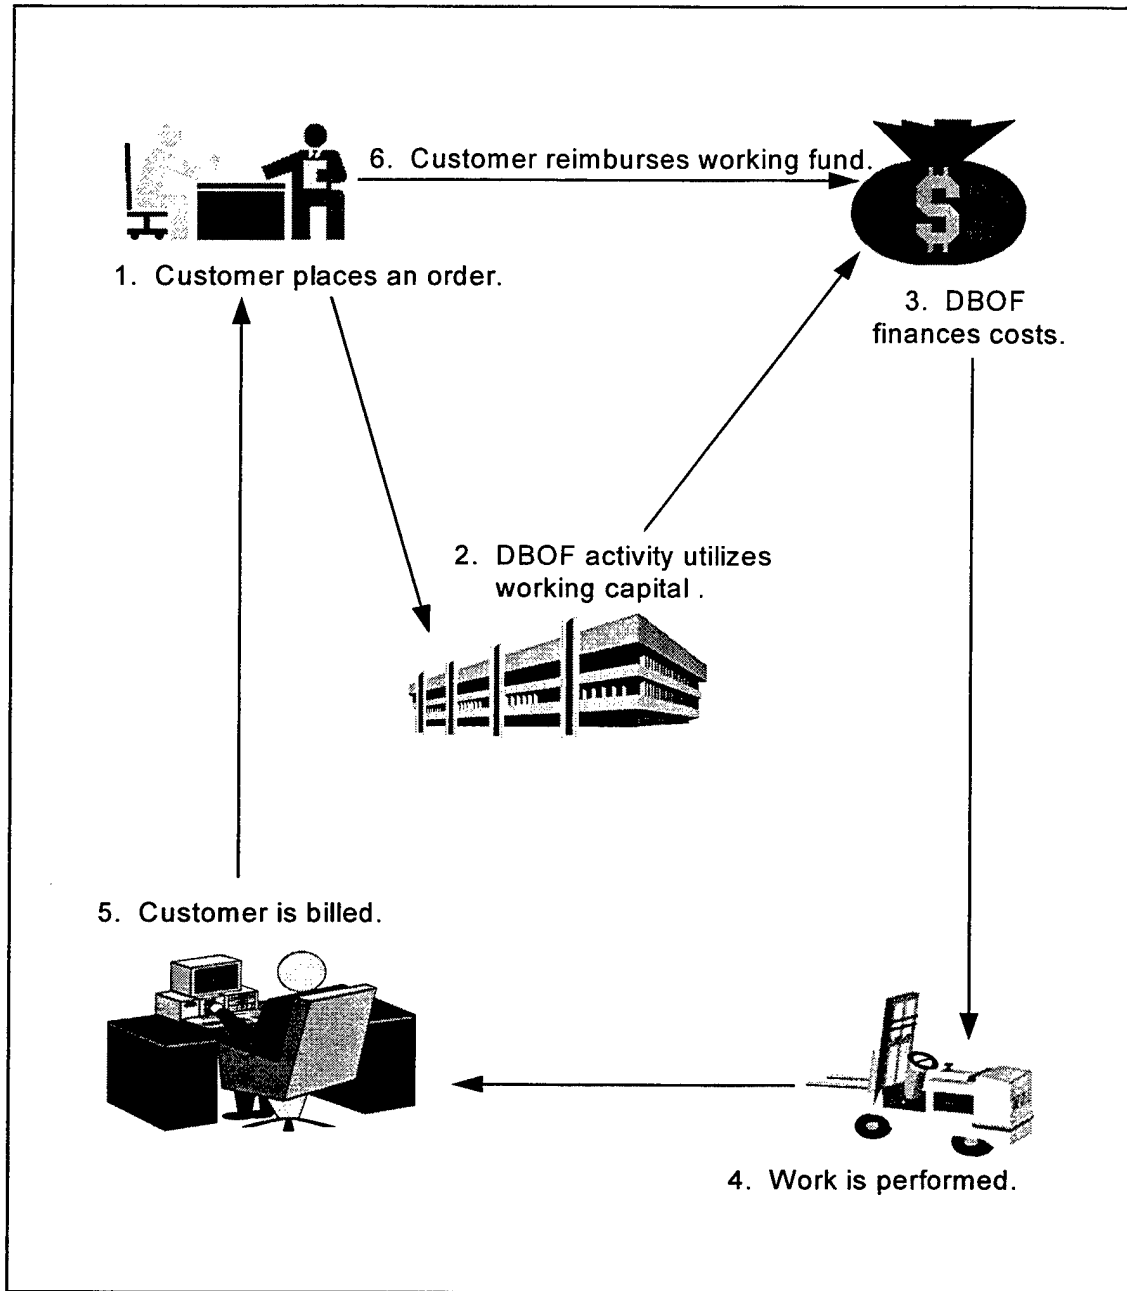 6. Customer reimburses working fund.
$
1. Customer places an order.
3. DBOF
finances costs.
2. DBOF activity utilizes
working capital .
5. Customer is billed.
4. Work is performed.